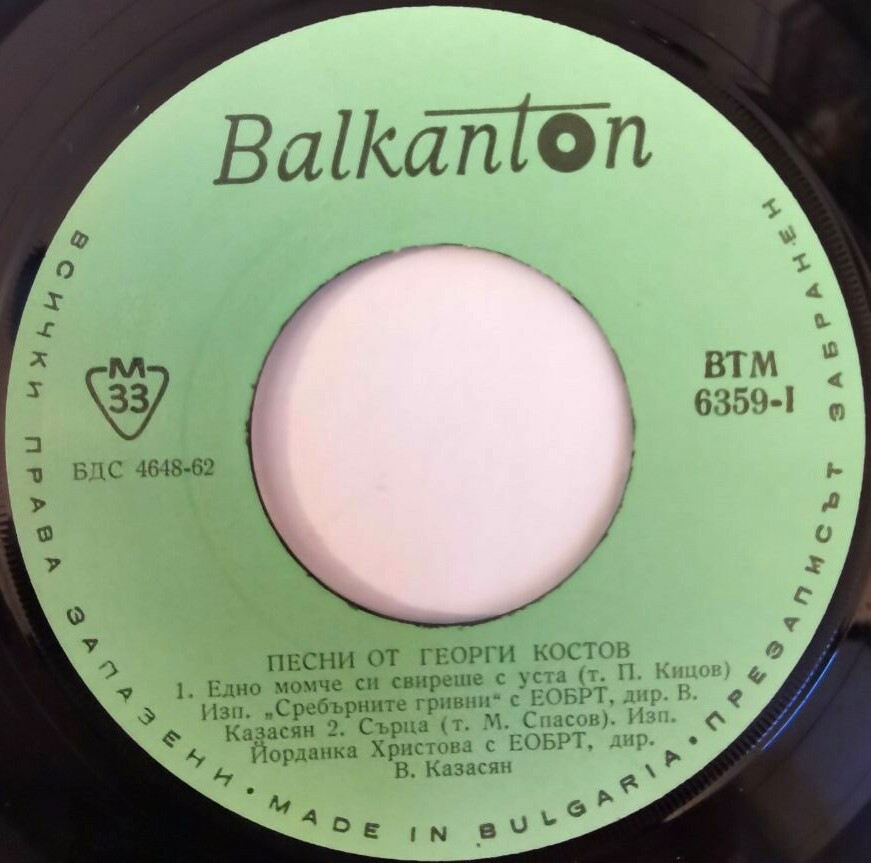 Balkanton
ВТМ
6359-I
М
33
БДС 4648-62
ПЕСНИ ОТ ГЕОРГИ КОСТОВ
1. Едно момче си свиреше с уста (т. П. Кицов)
Изп. „Сребърните гривни“ с ЕОБРТ, дир. В.
Казасян 2. Сърца (т. М. Спасов). Изп.
Йорданка Христова с ЕОБРТ, дир.
В. Казасян
ВСИЧКИ ПРАВА ЗАПАЗЕНИ • MADE IN BULGARIA • ПРЕЗАПИСЪТ ЗАБРАНЕН